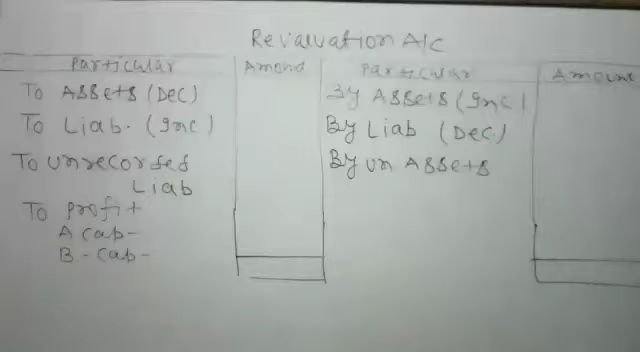 Revaluation A/C
Particular Amond Particular Amount
To Assets (Dec) By Assets (Inc)
To Liab. (Inc) By Liab (Dec)
To unrecorded By un Assets
Liab
To Profit
A Cap-
B-Cap-